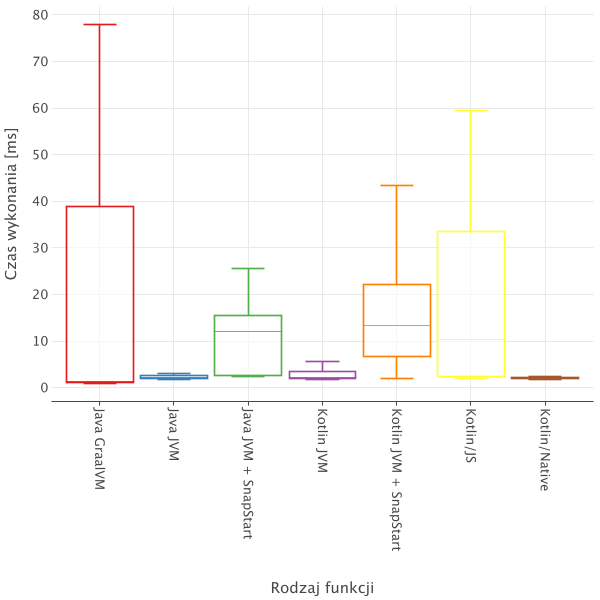 80
70
60
50
40
30
20
10
0
Czas wykonania [ms]
Java GraalVM
Java JVM
Java JVM + SnapStart
Kotlin JVM
Kotlin JVM + SnapStart
Kotlin/JS
Kotlin/Native
Rodzaj funkcji